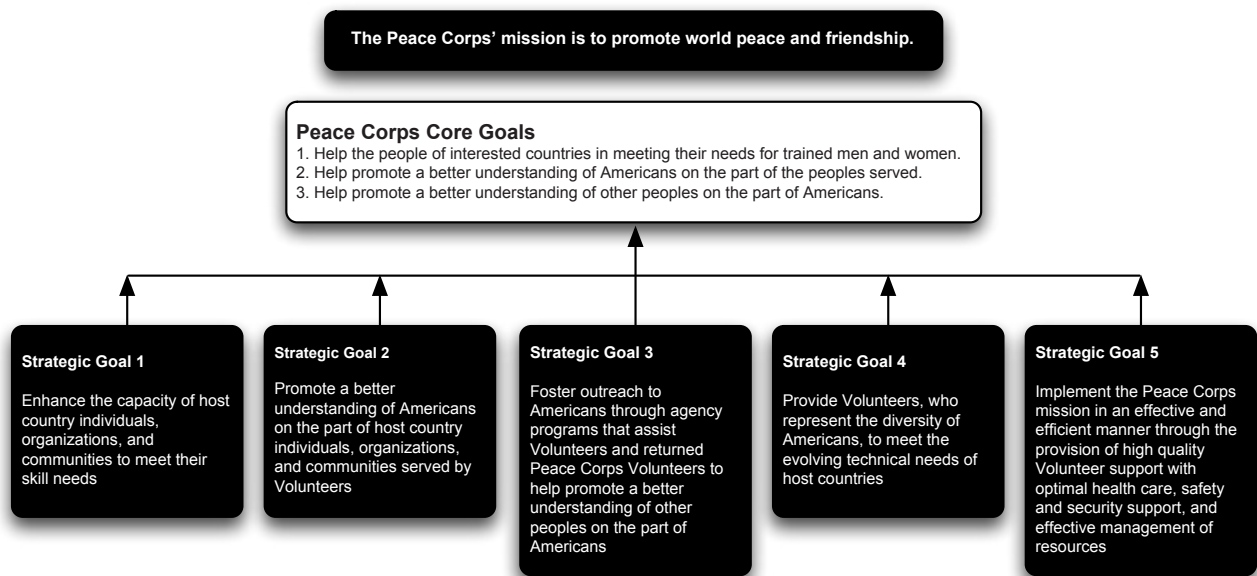 The Peace Corps’ mission is to promote world peace and friendship.
Peace Corps Core Goals
1. Help the people of interested countries in meeting their needs for trained men and women.
2. Help promote a better understanding of Americans on the part of the peoples served.
3. Help promote a better understanding of other peoples on the part of Americans.
Strategic Goal 1
Enhance the capacity of host
country individuals,
organizations, and
communities to meet their
skill needs
Strategic Goal 2
Promote a better
understanding of Americans
on the part of host country
individuals, organizations,
and communities served by
Volunteers
Strategic Goal 3
Foster outreach to
Americans through agency
programs that assist
Volunteers and returned
Peace Corps Volunteers to
help promote a better
understanding of other
peoples on the part of
Americans
Strategic Goal 4
Provide Volunteers, who
represent the diversity of
Americans, to meet the
evolving technical needs of
host countries
Strategic Goal 5
Implement the Peace Corps
mission in an effective and
efficient manner through the
provision of high quality
Volunteer support with
optimal health care, safety
and security support, and
effective management of
resources